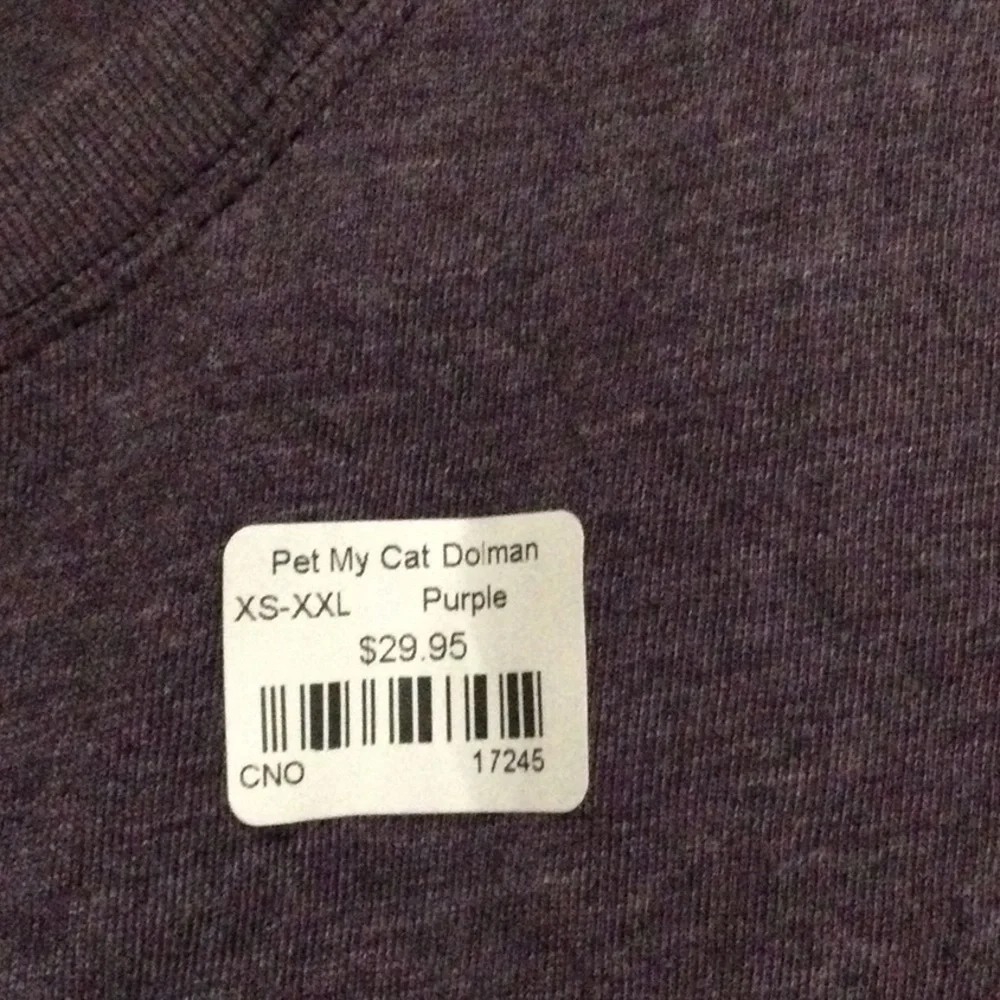 Pet My Cat Dolman
XS-XXL Purple
$29.95
CNO 17245